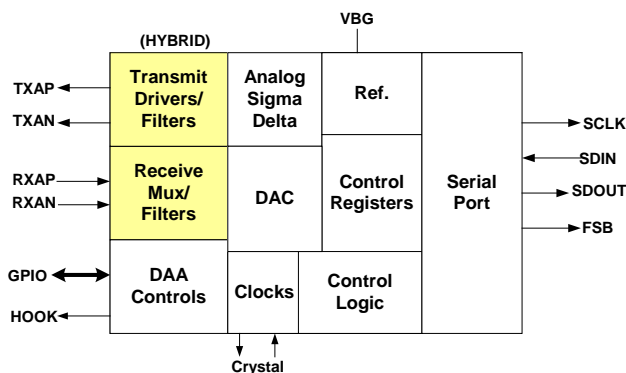 (HYBRID)
VBG
TXAP
TXAN
Transmit
Drivers/
Filters
Analog
Sigma
Delta
Ref.
SCLK
SDIN
SDOUT
FSB
RXAP
RXAN
Receive
Mux/
Filters
DAC
Control
Registers
Serial
Port
GPIO
HOOK
DAA
Controls
Clocks
Control
Logic
Crystal